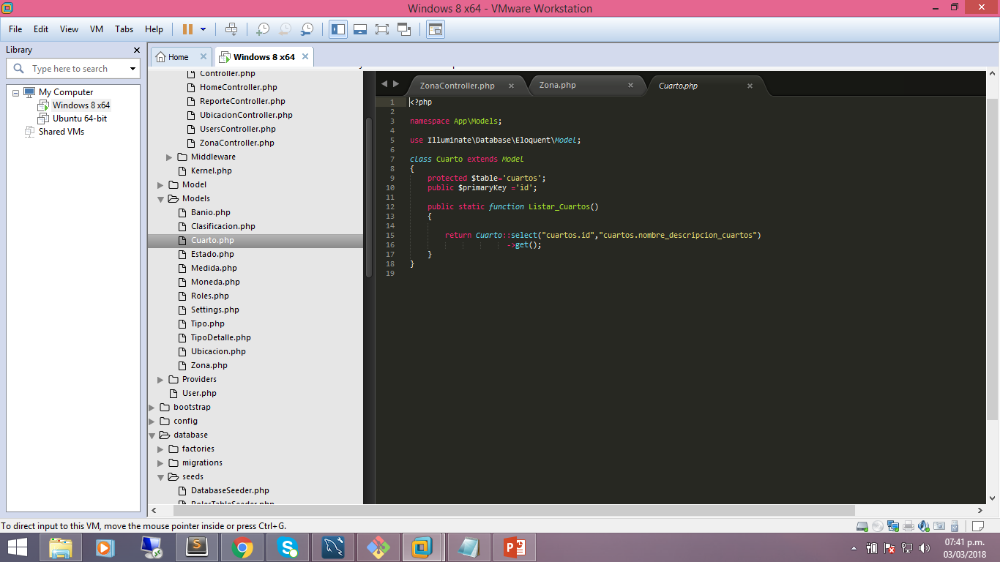 Windows 8 x64 - VMware Workstation
File Edit View VM Tabs Help
Library
Type here to search
My Computer
Windows 8 x64
Ubuntu 64-bit
Shared VMs
Home
Windows 8 x64
Controller.php
HomeController.php
ReporteController.php
UbicacionController.php
UsersController.php
ZonaController.php
Middleware
Kernel.php
Model
Models
Banio.php
Clasificacion.php
Cuarto.php
Estado.php
Medida.php
Moneda.php
Roles.php
Settings.php
Tipo.php
TipoDetalle.php
Ubicacion.php
Zona.php
Providers
User.php
bootstrap
config
database
factories
migrations
seeds
DatabaseSeeder.php
RolesTableSeeder.php
ZonaController.php Zona.php Cuarto.php
1 <?php
2
3 namespace App\Models;
4
5 use Illuminate\Database\Eloquent\Model;
6
7 class Cuarto extends Model
8 {
9 protected $table='cuartos';
10 public $primaryKey ='id';
11
12 public static function Listar_Cuartos()
13 {
14
15 return Cuarto::select("cuartos.id","cuartos.nombre_descripcion_cuartos")
16 ->get();
17 }
18 }
19
To direct input to this VM, move the mouse pointer inside or press Ctrl+G.
07:41 p.m.
03/03/2018